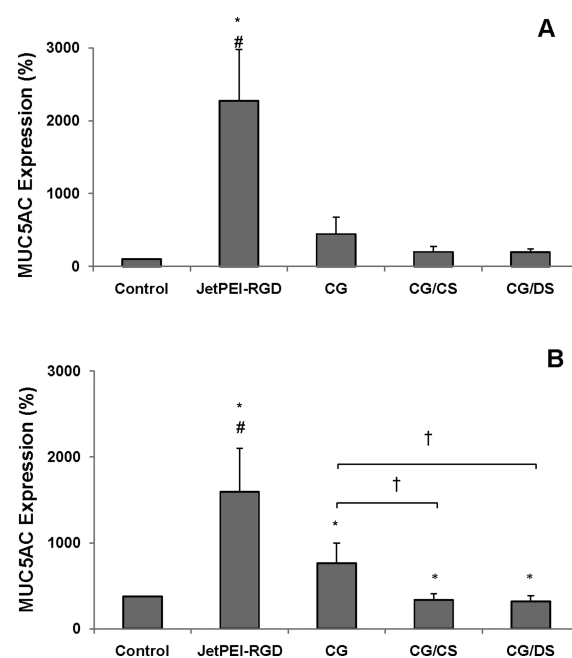 A
MUC5AC Expression (%)
3000
2000
1000
0
*
#
Control JetPEI-RGD CG CG/CS CG/DS
B
MUC5AC Expression (%)
3000
2000
1000
0
*
#
†
†
*
*
*
Control JetPEI-RGD CG CG/CS CG/DS